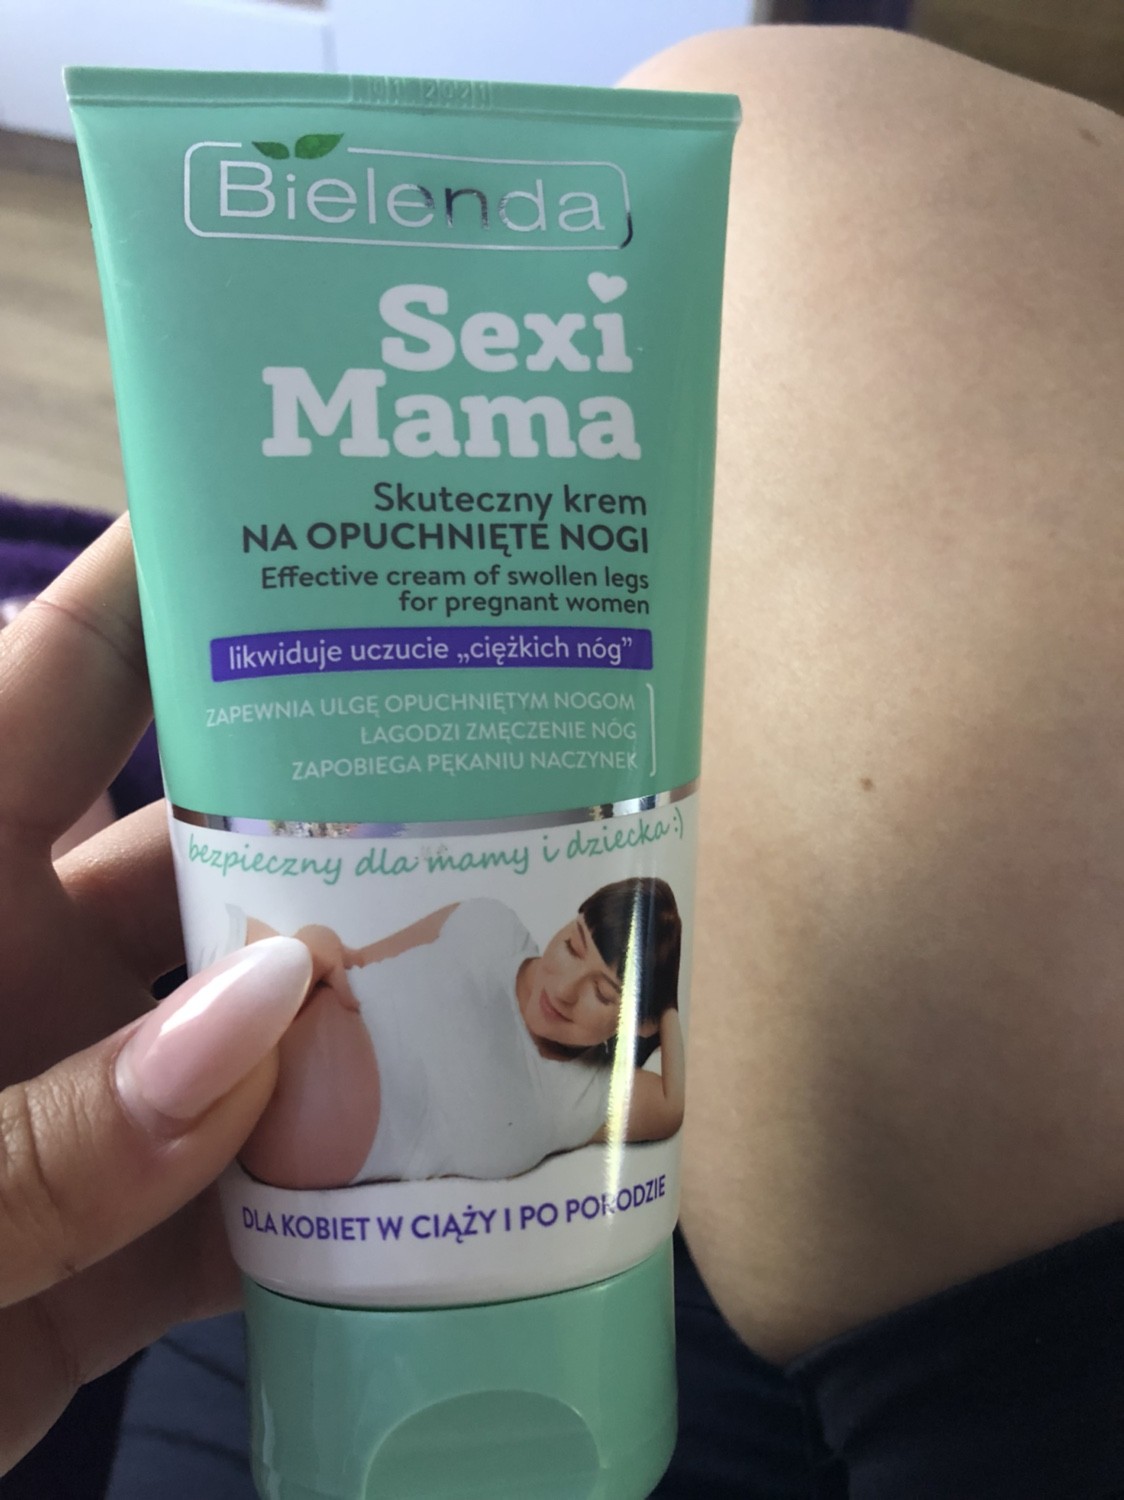 01 2021
Bielenda
Sexi
Mama
Skuteczny krem
NA OPUCHNIĘTE NOGI
Effective cream of swollen legs
for pregnant women
likwiduje uczucie „ciężkich nóg”
ZAPEWNIA ULGĘ OPUCHNIĘTYM NOGOM
ŁAGODZI ZMĘCZENIE NÓG
ZAPOBIEGA PĘKANIU NACZYNEK
bezpieczny dla mamy i dziecka :)
DLA KOBIET W CIĄŻY I PO PORODZIE